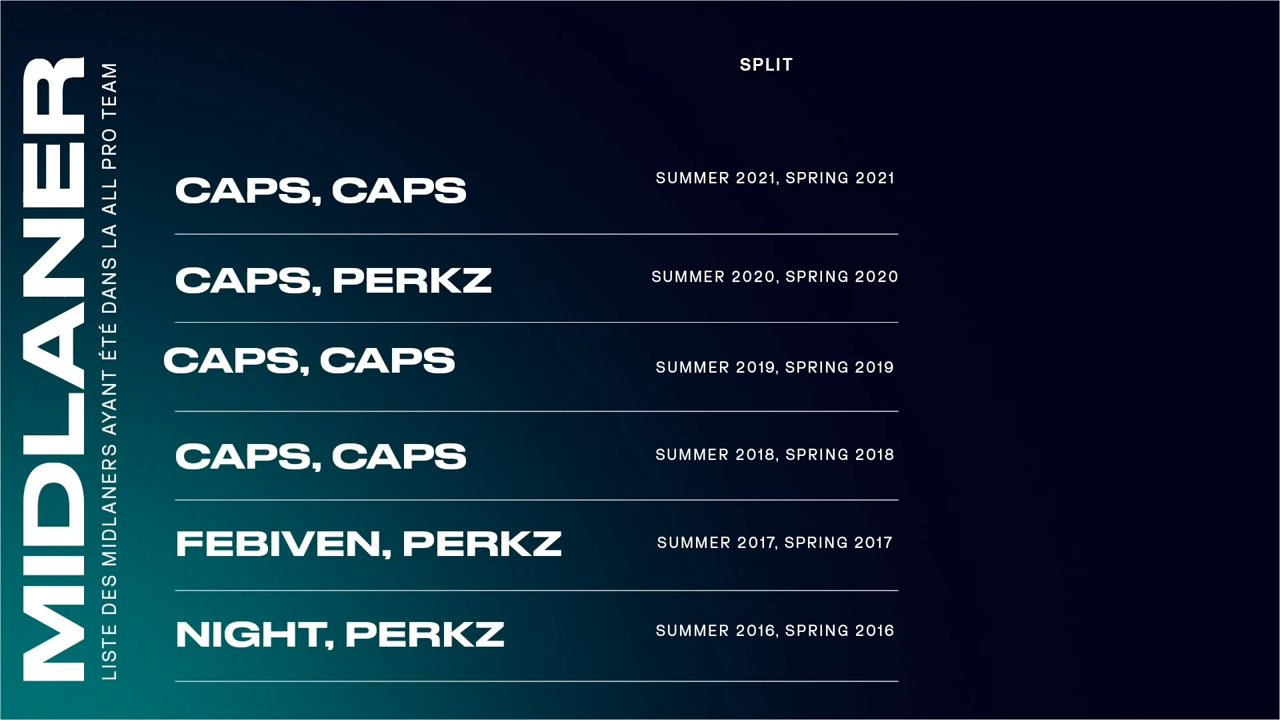 MIDLANER
LISTE DES MIDLANERS AYANT ÉTÉ DANS LA ALL PRO TEAM
SPLIT
CAPS, CAPS
SUMMER 2021, SPRING 2021
CAPS, PERKZ
SUMMER 2020, SPRING 2020
CAPS, CAPS
SUMMER 2019, SPRING 2019
CAPS, CAPS
SUMMER 2018, SPRING 2018
FEBIVEN, PERKZ
SUMMER 2017, SPRING 2017
NIGHT, PERKZ
SUMMER 2016, SPRING 2016